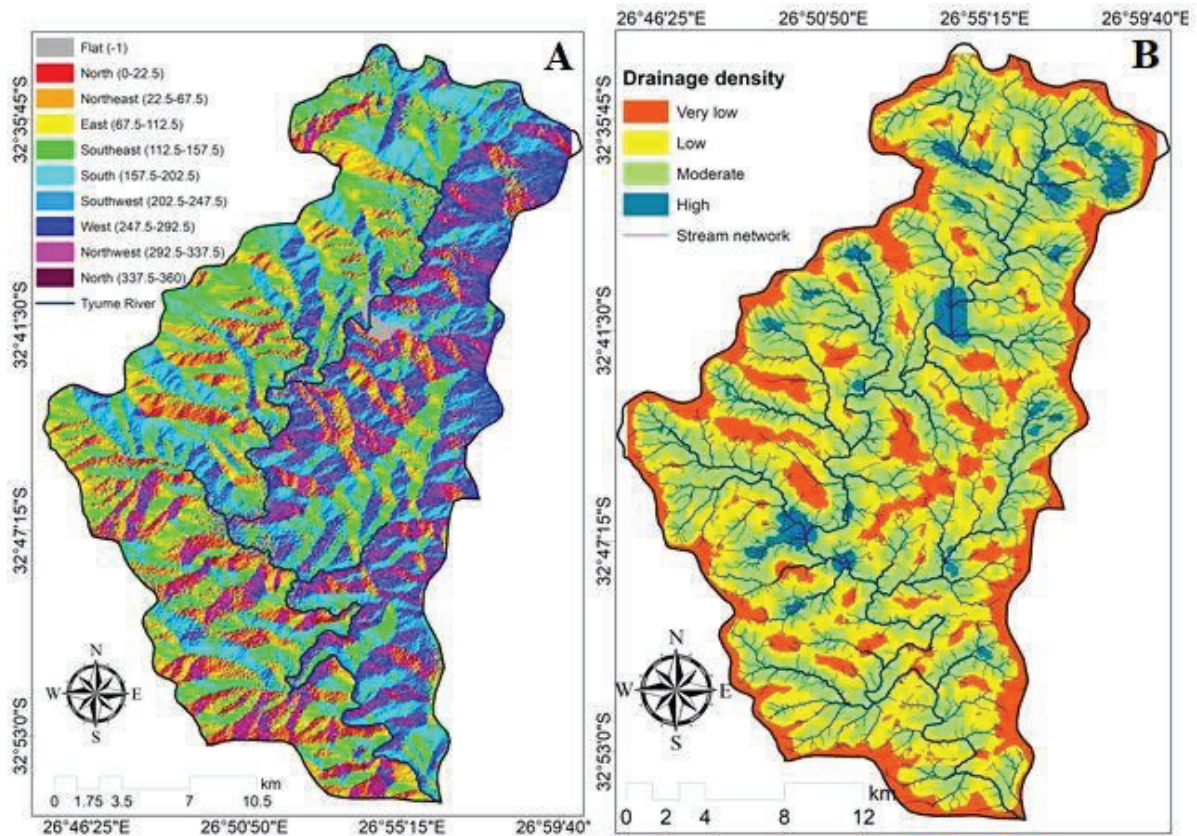 A
Flat (-1)
North (0-22.5)
Northeast (22.5-67.5)
East (67.5-112.5)
Southeast (112.5-157.5)
South (157.5-202.5)
Southwest (202.5-247.5)
West (247.5-292.5)
Northwest (292.5-337.5)
North (337.5-360)
Tyume River
32°35'45"S
32°41'30"S
32°47'15"S
32°53'0"S
N
W E
S
km
0 1.75 3.5 7 10.5
26°46'25"E 26°50'50"E 26°55'15"E 26°59'40"E
26°46'25"E 26°50'50"E 26°55'15"E 26°59'40"E
B
Drainage density
Very low
Low
Moderate
High
Stream network
32°35'45"S
32°41'30"S
32°47'15"S
32°53'0"S
N
W E
S
km
0 2 4 8 12